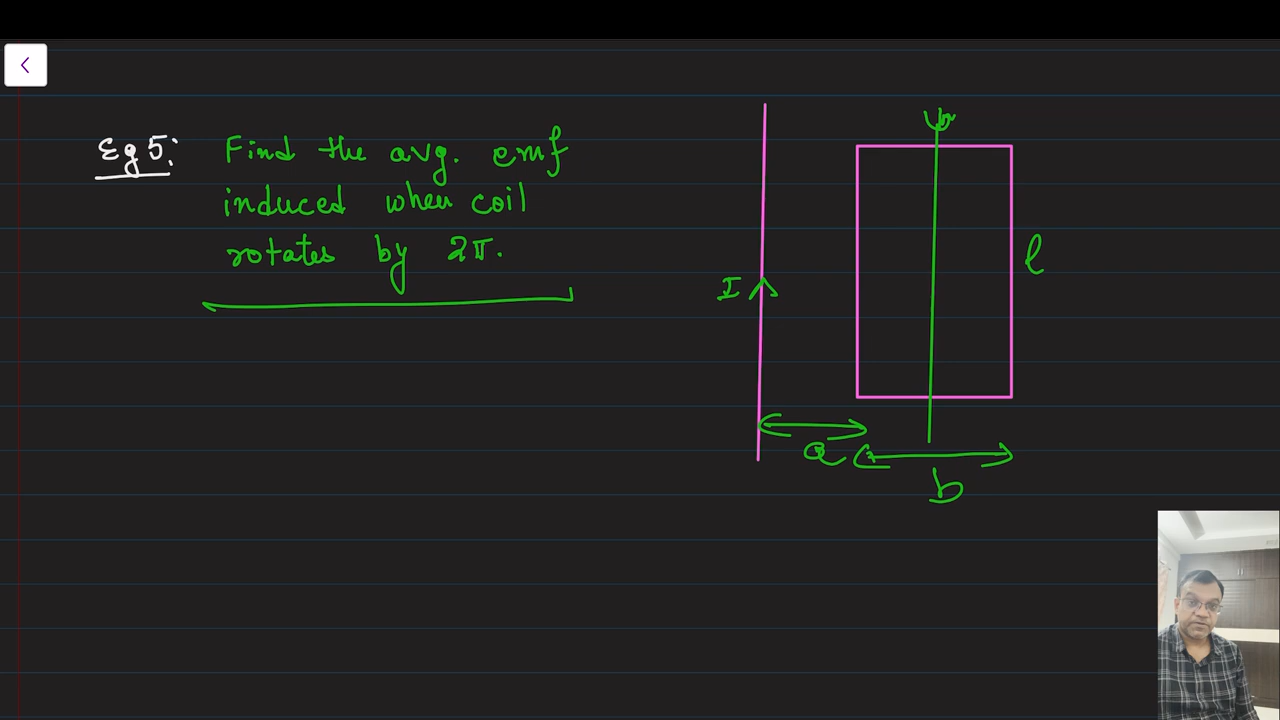 Eg 5: Find the avg. emf
induced when coil
rotates by 2π.
I
l
a
b